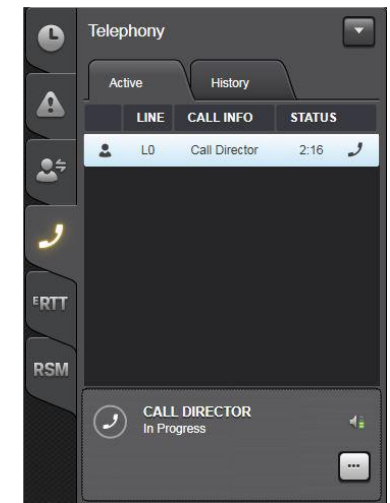 Telephony
Active History
LINE CALL INFO STATUS
L0 Call Director 2:16
ERTT
RSM
CALL DIRECTOR
In Progress